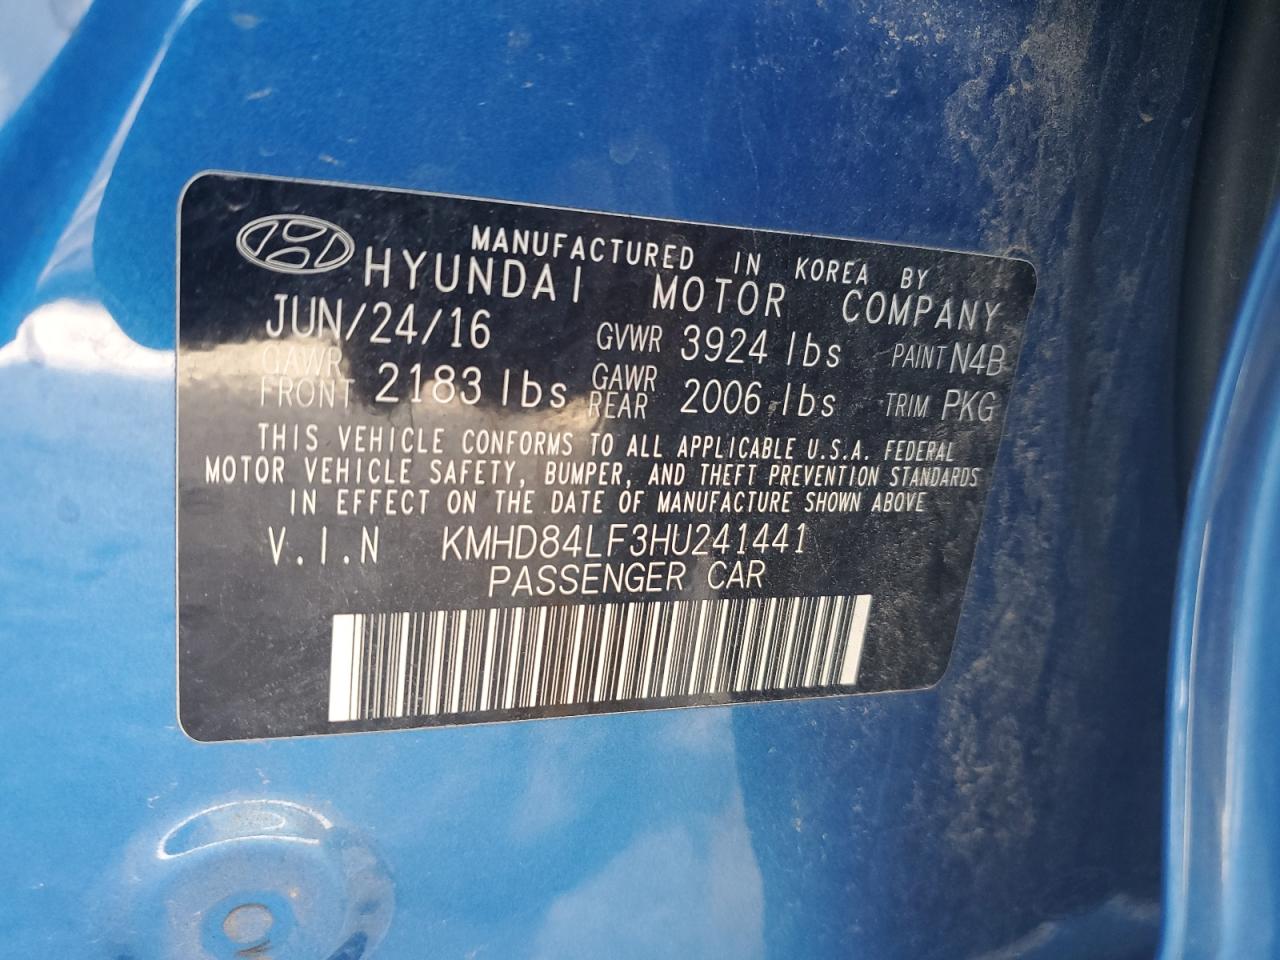 MANUFACTURED IN KOREA BY
HYUNDAI MOTOR COMPANY
JUN/24/16 GVWR 3924 lbs PAINT N4B
GAWR FRONT 2183 lbs GAWR REAR 2006 lbs TRIM PKG
THIS VEHICLE CONFORMS TO ALL APPLICABLE U.S.A. FEDERAL
MOTOR VEHICLE SAFETY, BUMPER, AND THEFT PREVENTION STANDARDS
IN EFFECT ON THE DATE OF MANUFACTURE SHOWN ABOVE
V.I.N KMHD84LF3HU241441
PASSENGER CAR